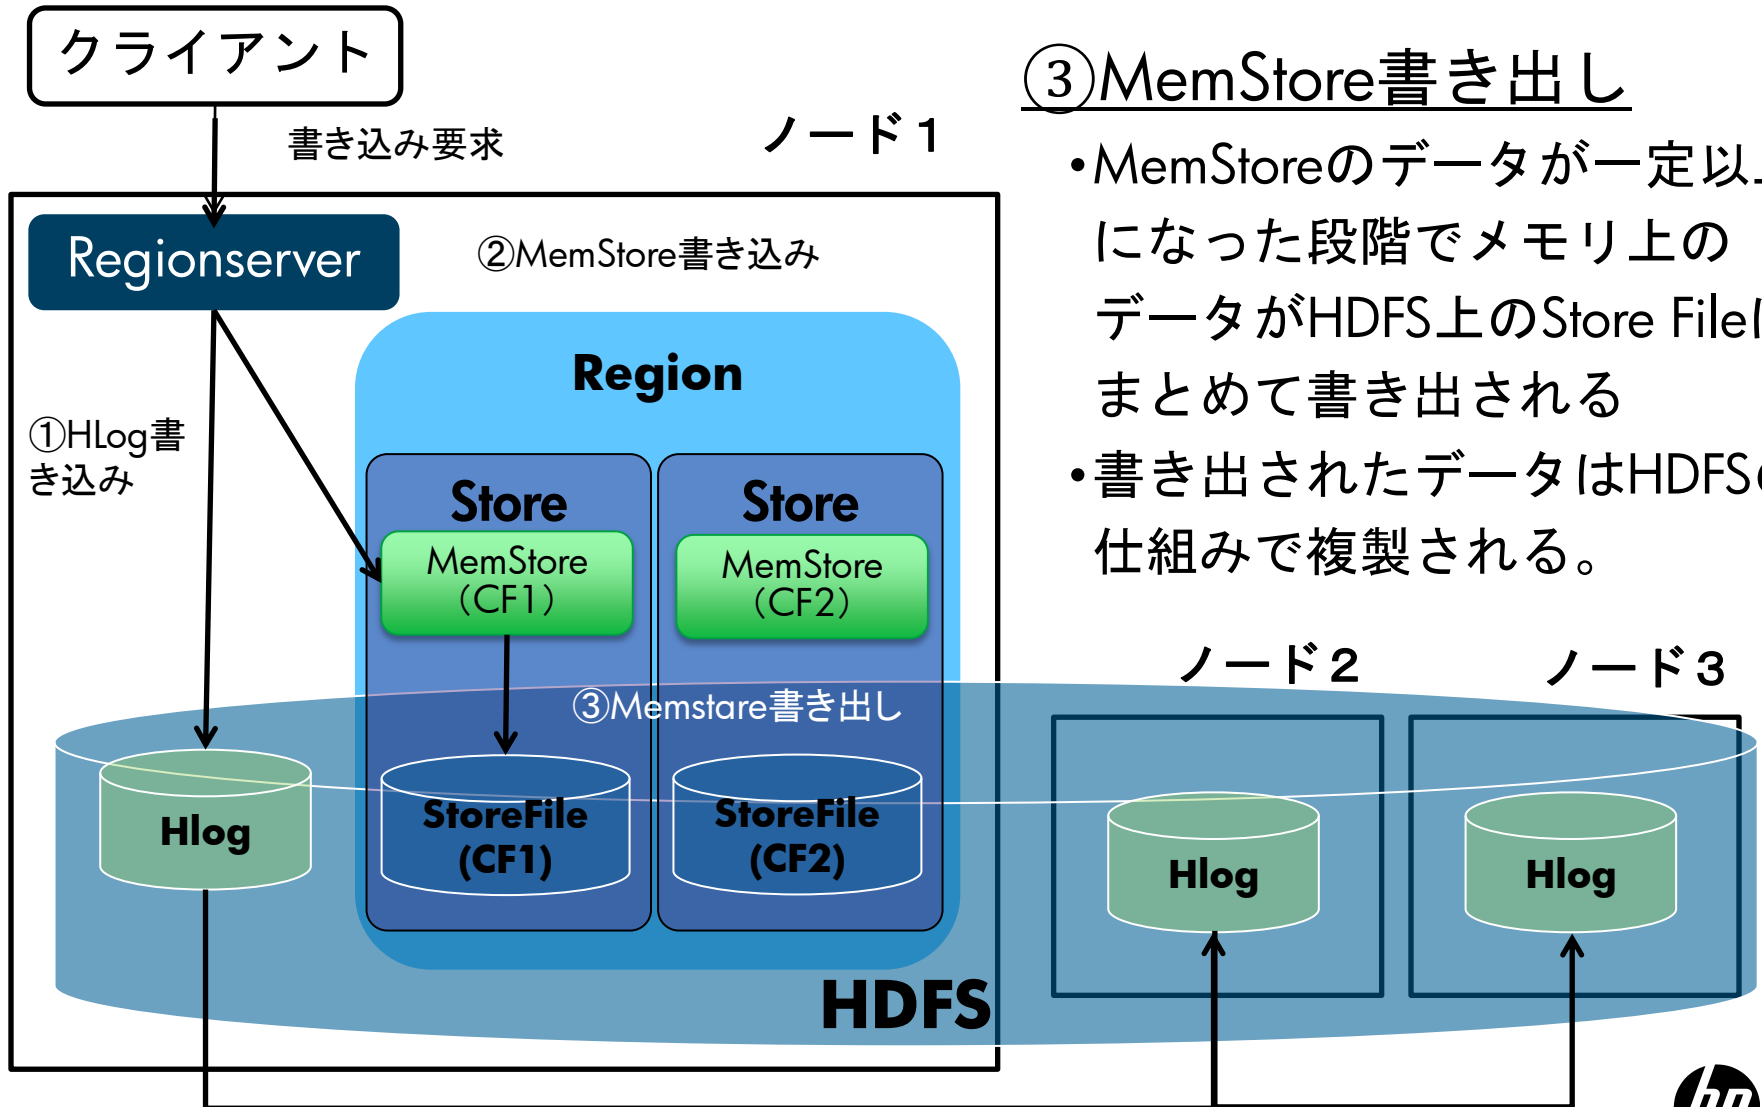 クライアント
書き込み要求
ノード１
Regionserver
②MemStore書き込み
Region
①HLog書
き込み
Store
Store
MemStore
（CF1）
MemStore
（CF2）
③Memstare書き出し
Hlog
StoreFile
(CF1)
StoreFile
(CF2)
HDFS
③MemStore書き出し
•MemStoreのデータが一定以上
になった段階でメモリ上の
データがHDFS上のStore Fileに
まとめて書き出される
•書き出されたデータはHDFSの
仕組みで複製される。
ノード２
ノード３
Hlog
Hlog
hp